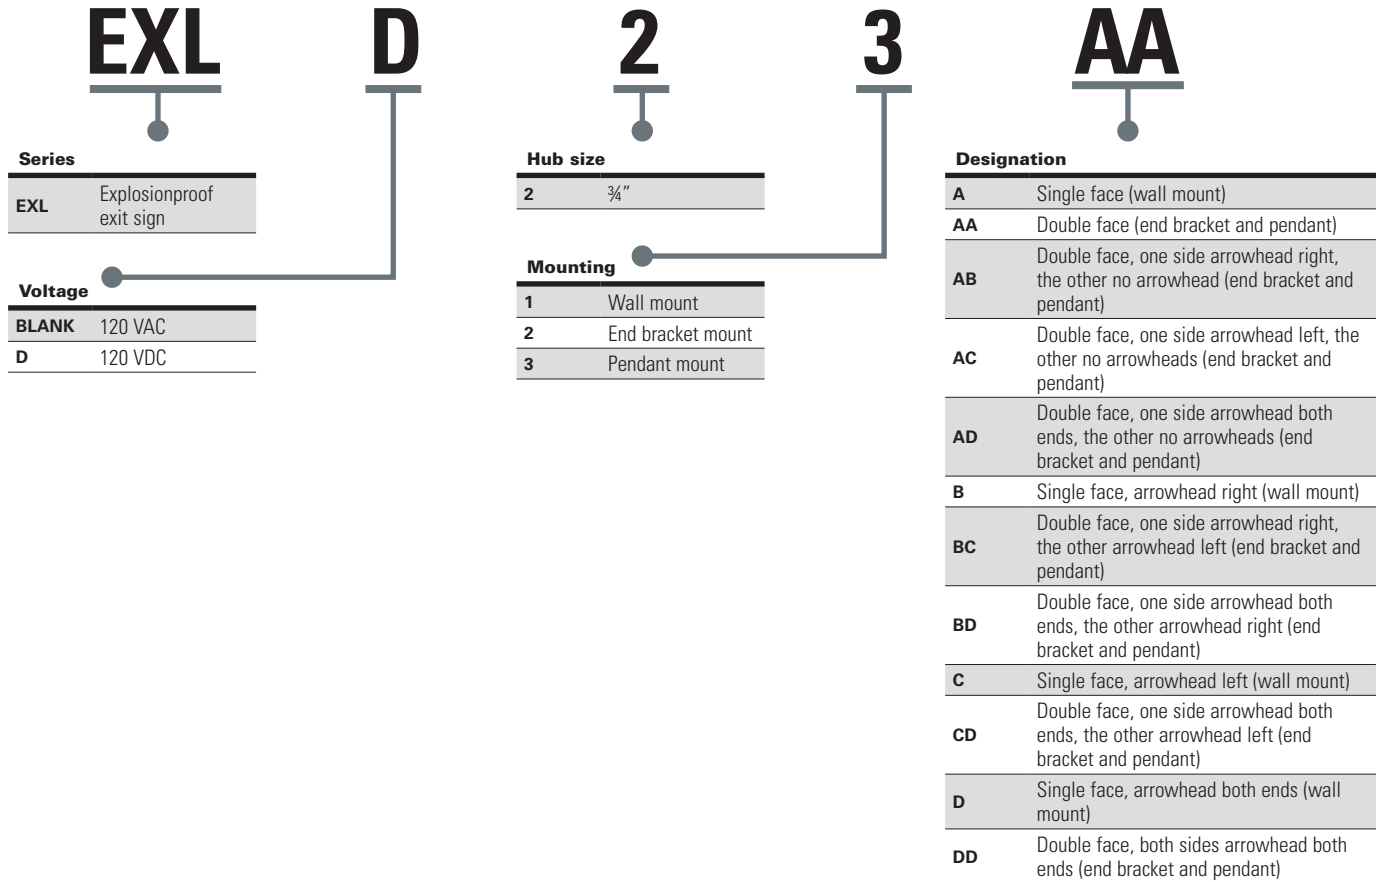 EXL D 2 3 AA
Series
EXL Explosionproof
exit sign
Voltage
BLANK 120 VAC
D 120 VDC
Hub size
2 ¾”
Mounting
1 Wall mount
2 End bracket mount
3 Pendant mount
Designation
A Single face (wall mount)
AA Double face (end bracket and pendant)
AB Double face, one side arrowhead right,
the other no arrowhead (end bracket and
pendant)
AC Double face, one side arrowhead left, the
other no arrowheads (end bracket and
pendant)
AD Double face, one side arrowhead both
ends, the other no arrowheads (end
bracket and pendant)
B Single face, arrowhead right (wall mount)
BC Double face, one side arrowhead right,
the other arrowhead left (end bracket and
pendant)
BD Double face, one side arrowhead both
ends, the other arrowhead right (end
bracket and pendant)
C Single face, arrowhead left (wall mount)
CD Double face, one side arrowhead both
ends, the other arrowhead left (end
bracket and pendant)
D Single face, arrowhead both ends (wall
mount)
DD Double face, both sides arrowhead both
ends (end bracket and pendant)